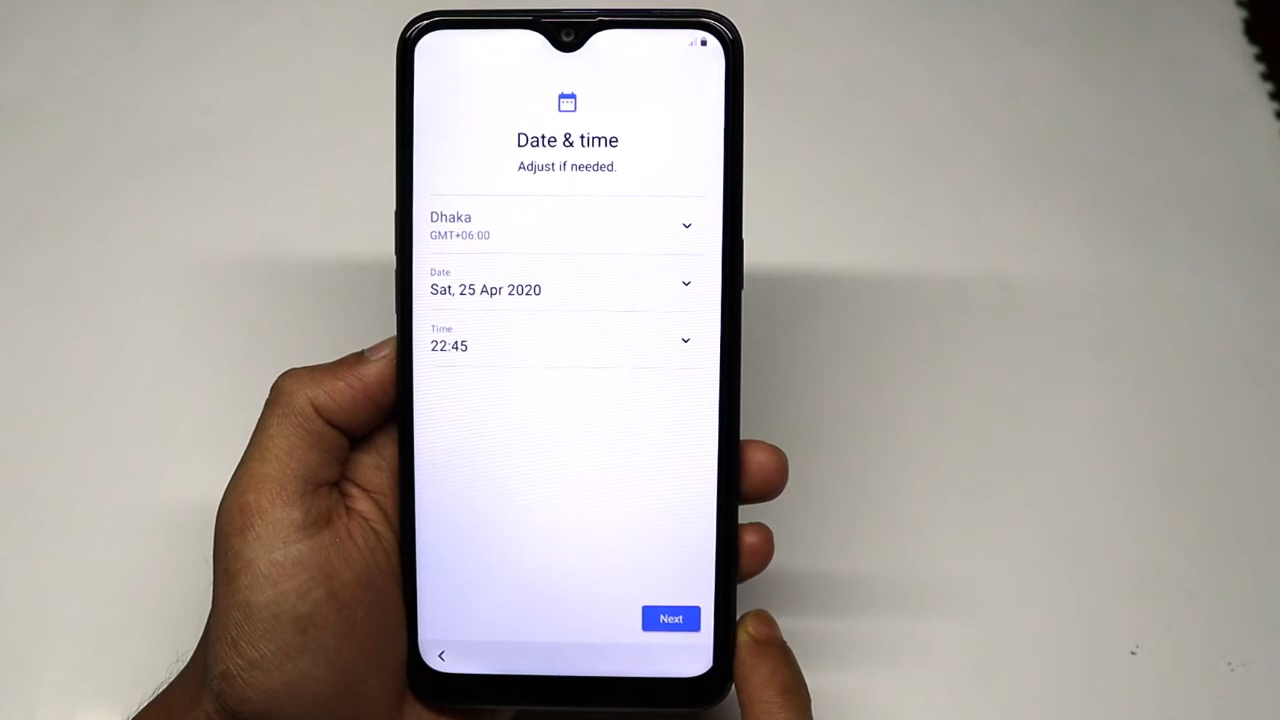 Date & time
Adjust if needed.
Dhaka
GMT+06:00
Date
Sat, 25 Apr 2020
Time
22:45
Next